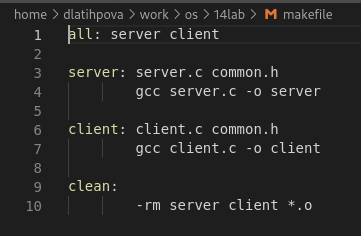 home > dlathpova > work > os > 14lab > M makefile
1 all: server client
2
3 server: server.c common.h
4 gcc server.c -o server
5
6 client: client.c common.h
7 gcc client.c -o client
8
9 clean:
10 -rm server client *.o